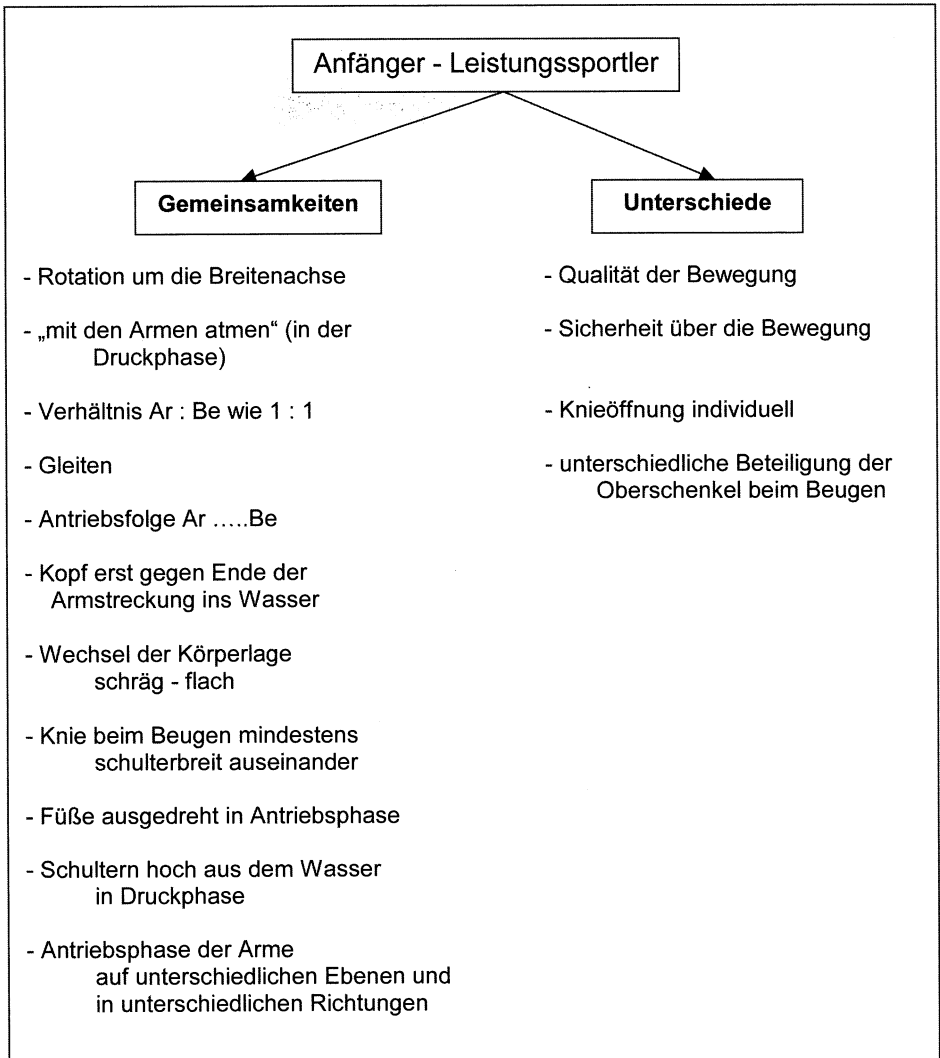 Anfänger - Leistungssportler
Gemeinsamkeiten
- Rotation um die Breitenachse
- „mit den Armen atmen“ (in der
Druckphase)
- Verhältnis Ar : Be wie 1 : 1
- Gleiten
- Antriebsfolge Ar …..Be
- Kopf erst gegen Ende der
Armstreckung ins Wasser
- Wechsel der Körperlage
schräg - flach
- Knie beim Beugen mindestens
schulterbreit auseinander
- Füße ausgedreht in Antriebsphase
- Schultern hoch aus dem Wasser
in Druckphase
- Antriebsphase der Arme
auf unterschiedlichen Ebenen und
in unterschiedlichen Richtungen
Unterschiede
- Qualität der Bewegung
- Sicherheit über die Bewegung
- Knieöffnung individuell
- unterschiedliche Beteiligung der
Oberschenkel beim Beugen